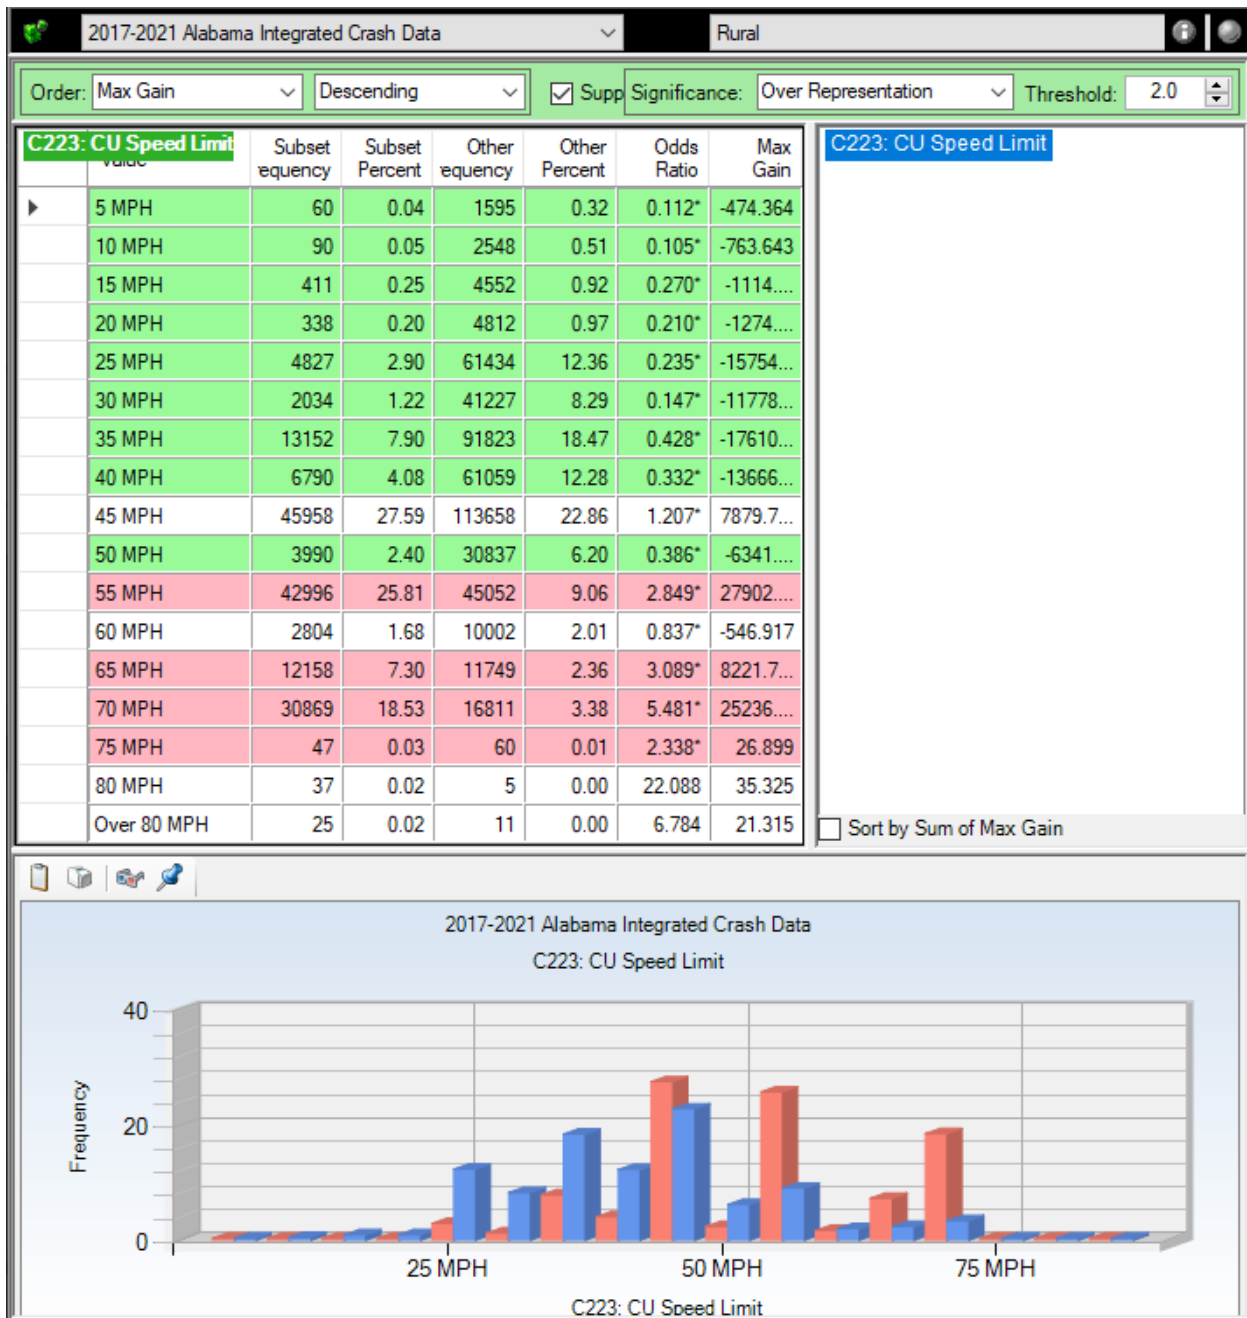 2017-2021 Alabama Integrated Crash Data Rural
Order: Max Gain Descending Supp Significance: Over Representation Threshold: 2.0
C223: CU Speed Limit Subset Subset Other Other Odds Max C223: CU Speed Limit
equency Percent equency Percent Ratio Gain
5 MPH 60 0.04 1595 0.32 0.112* -474.364
10 MPH 90 0.05 2548 0.51 0.105* -763.643
15 MPH 411 0.25 4552 0.92 0.270* -1114....
20 MPH 338 0.20 4812 0.97 0.210* -1274....
25 MPH 4827 2.90 61434 12.36 0.235* -15754...
30 MPH 2034 1.22 41227 8.29 0.147* -11778...
35 MPH 13152 7.90 91823 18.47 0.428* -17610...
40 MPH 6790 4.08 61059 12.28 0.332* -13666...
45 MPH 45958 27.59 113658 22.86 1.207* 7879.7...
50 MPH 3990 2.40 30837 6.20 0.386* -6341....
55 MPH 42996 25.81 45052 9.06 2.849* 27902....
60 MPH 2804 1.68 10002 2.01 0.837* -546.917
65 MPH 12158 7.30 11749 2.36 3.089* 8221.7...
70 MPH 30869 18.53 16811 3.38 5.481* 25236....
75 MPH 47 0.03 60 0.01 2.338* 26.899
80 MPH 37 0.02 5 0.00 22.088 35.325
Over 80 MPH 25 0.02 11 0.00 6.784 21.315 Sort by Sum of Max Gain
2017-2021 Alabama Integrated Crash Data
C223: CU Speed Limit
40
Frequency
20
0
25 MPH 50 MPH 75 MPH
C223: CU Speed Limit